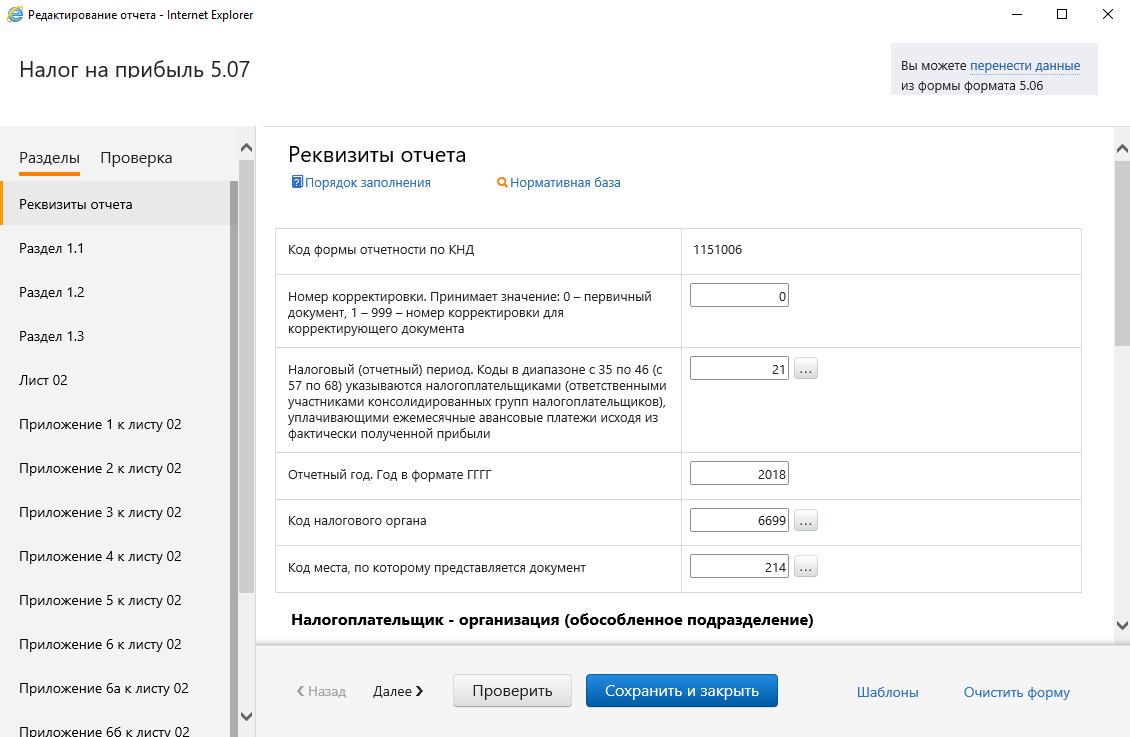 Редактирование отчета - Internet Explorer
Налог на прибыль 5.07
Вы можете перенести данные
из формы формата 5.06
Разделы Проверка
Реквизиты отчета
Раздел 1.1
Раздел 1.2
Раздел 1.3
Лист 02
Приложение 1 к листу 02
Приложение 2 к листу 02
Приложение 3 к листу 02
Приложение 4 к листу 02
Приложение 5 к листу 02
Приложение 6 к листу 02
Приложение 6а к листу 02
Приложение 6б к листу 02
Реквизиты отчета
Порядок заполнения Нормативная база
Код формы отчетности по КНД 1151006
Номер корректировки. Принимает значение: 0 – первичный 0
документ, 1 – 999 – номер корректировки для
корректирующего документа
Налоговый (отчетный) период. Коды в диапазоне с 35 по 46 (с 21 ...
57 по 68) указываются налогоплательщиками (ответственными
участниками консолидированных групп налогоплательщиков),
уплачивающими ежемесячные авансовые платежи исходя из
фактически полученной прибыли
Отчетный год. Год в формате ГГГГ 2018
Код налогового органа 6699 ...
Код места, по которому представляется документ 214 ...
Налогоплательщик - организация (обособленное подразделение)
Назад Далее Проверить Сохранить и закрыть Шаблоны Очистить форму